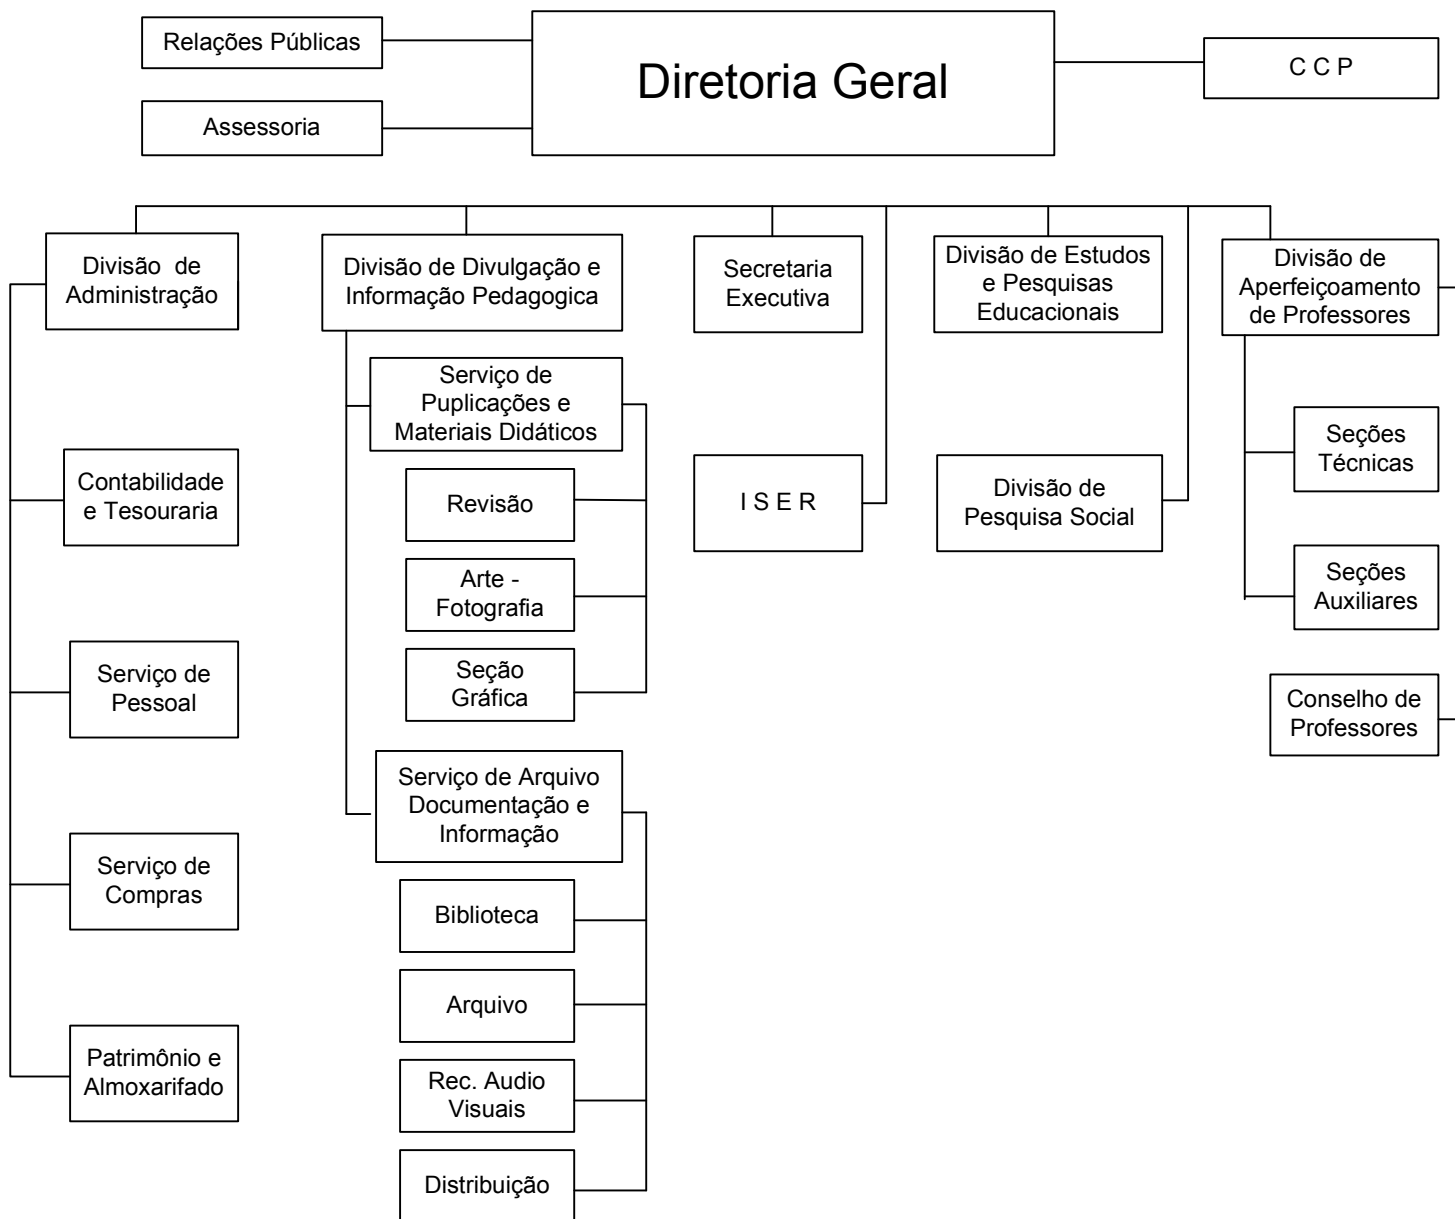 Relações Públicas
Diretoria Geral
C C P
Assessoria
Divisão de
Administração
Divisão de Divulgação e
Informação Pedagogica
Secretaria
Executiva
Divisão de Estudos
e Pesquisas
Educacionais
Divisão de
Aperfeiçoamento
de Professores
Contabilidade
e Tesouraria
Serviço de
Pessoal
Serviço de
Compras
Patrimônio e
Almoxarifado
Serviço de
Puplicações e
Materiais Didáticos
Revisão
Arte -
Fotografia
Seção
Gráfica
Serviço de Arquivo
Documentação e
Informação
Biblioteca
Arquivo
Rec. Audio
Visuais
Distribuição
I S E R
Divisão de
Pesquisa Social
Seções
Técnicas
Seções
Auxiliares
Conselho de
Professores